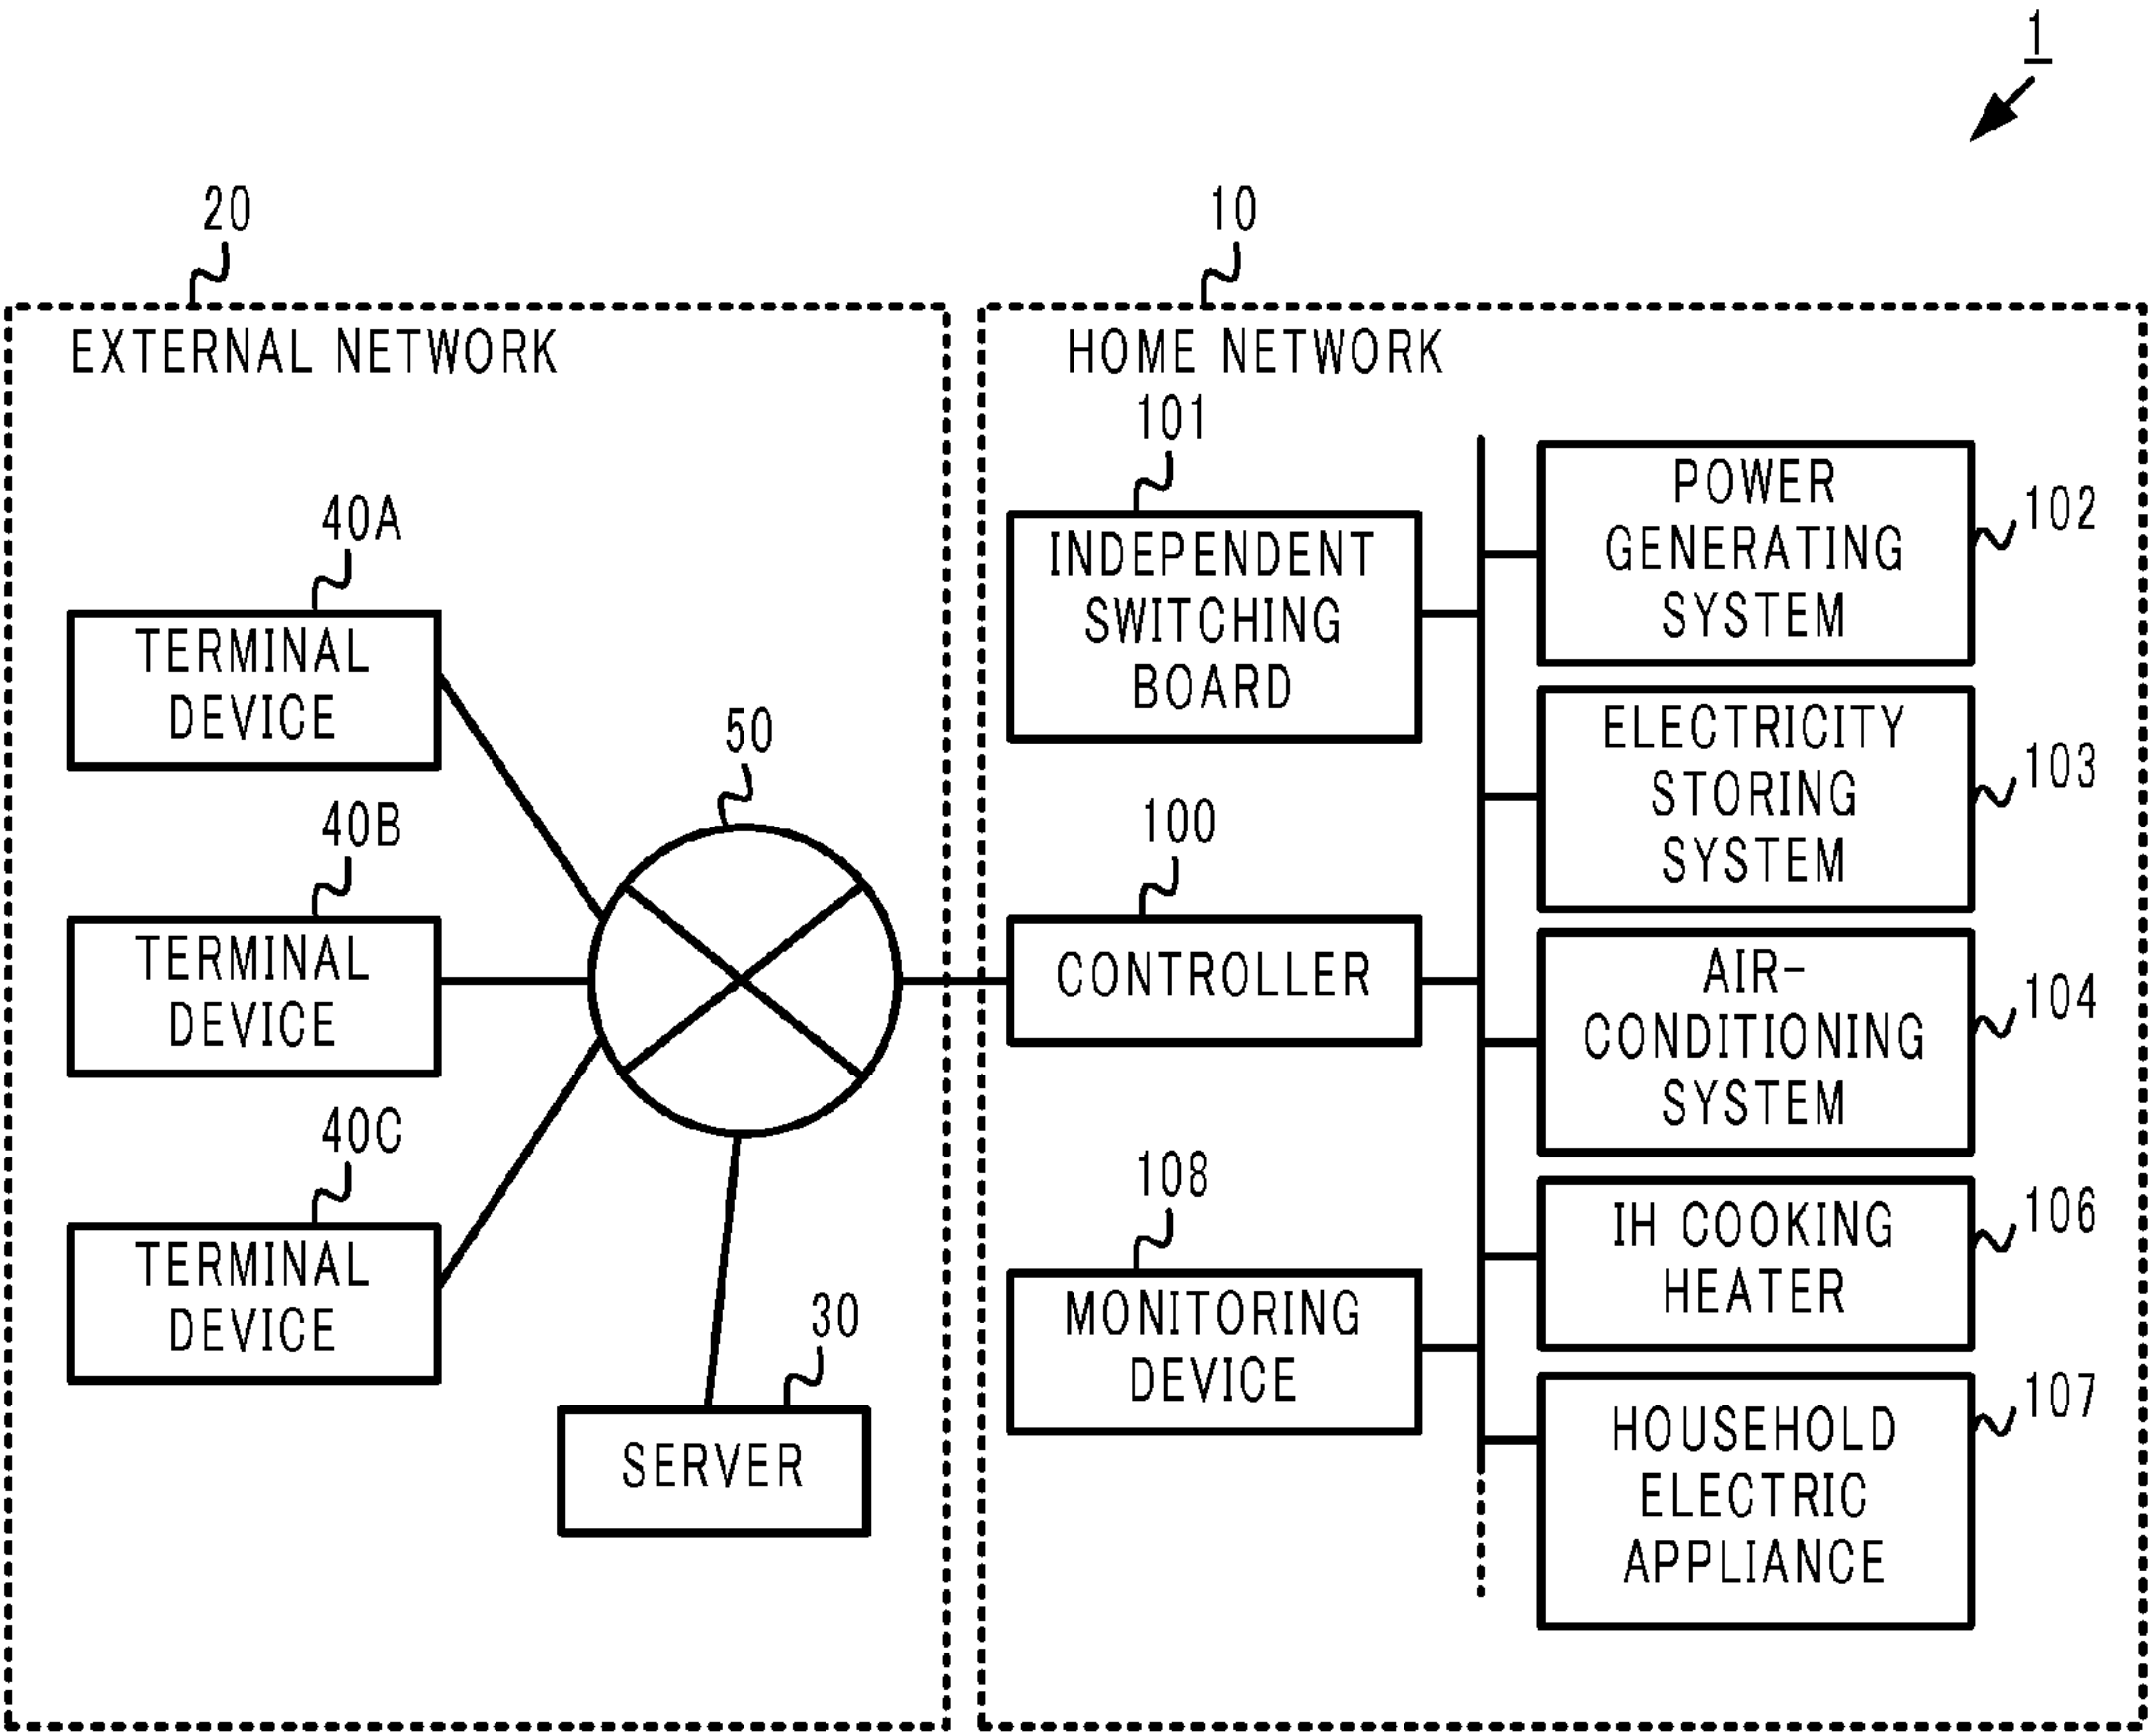 1
20
10
EXTERNAL NETWORK
HOME NETWORK
40A
TERMINAL
DEVICE
40B
TERMINAL
DEVICE
40C
TERMINAL
DEVICE
50
30
SERVER
101
INDEPENDENT
SWITCHING
BOARD
100
CONTROLLER
108
MONITORING
DEVICE
POWER
GENERATING
SYSTEM
102
ELECTRICITY
STORING
SYSTEM
103
AIR-
CONDITIONING
SYSTEM
104
IH COOKING
HEATER
106
HOUSEHOLD
ELECTRIC
APPLIANCE
107